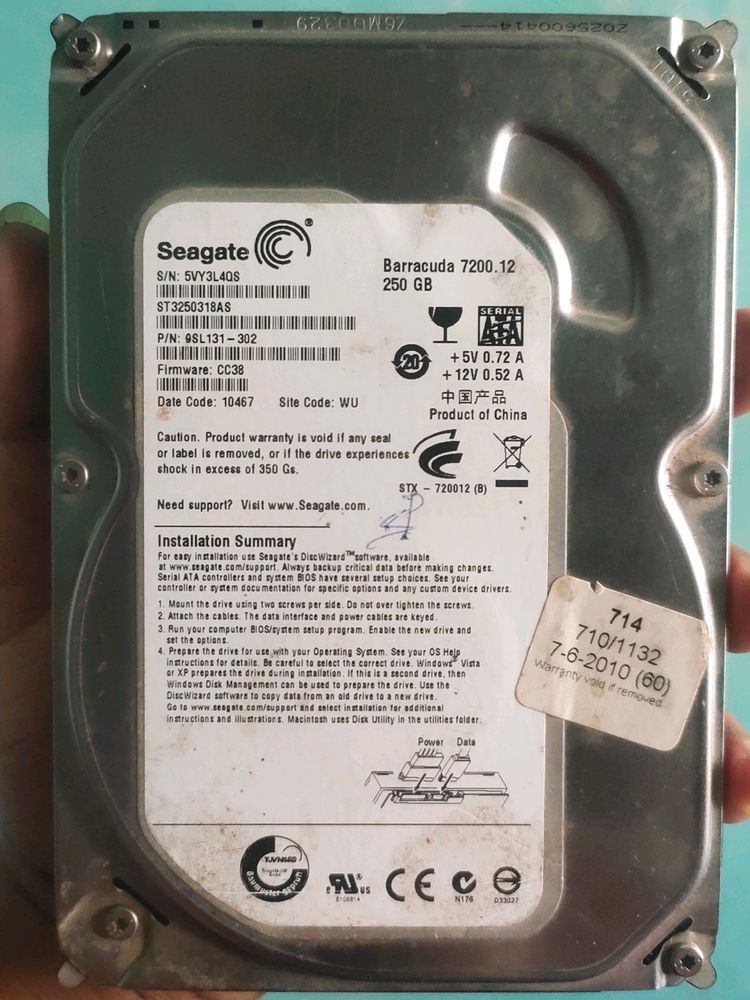 Z6MU0329
2025600414---
Seagate
S/N: 5VY3L4QS
ST3250318AS
P/N: 9SL131-302
Firmware: CC38
Date Code: 10467 Site Code: WU
Barracuda 7200.12
250 GB
SERIAL
ATA
20
+5V 0.72 A
+12V 0.52 A
中国产品
Product of China
STX - 720012 (B)
Caution. Product warranty is void if any seal
or label is removed, or if the drive experiences
shock in excess of 350 Gs.
Need support? Visit www.Seagate.com.
Installation Summary
For easy installation use Seagate's DiscWizard™ software, available
at www.seagate.com/support. Always backup critical data before making changes.
Serial ATA controllers and system BIOS have several setup choices. See your
controller or system documentation for specific options and any custom device drivers.
1. Mount the drive using two screws per side. Do not over tighten the screws.
2. Attach the cables. The data interface and power cables are keyed.
3. Run your computer BIOS/system setup program. Enable the new drive and
set the options.
4. Prepare the drive for use with your Operating System. See your OS Help
instructions for details. Be careful to select the correct drive. Windows Vista
or XP prepares the drive during installation. If this is a second drive, then
Windows Disk Management can be used to prepare the drive. Use the
DiscWizard software to copy data from an old drive to a new drive.
Go to www.seagate.com/support and select installation for additional
instructions and illustrations. Macintosh uses Disk Utility in the utilities folder.
714
710/1132
7-6-2010 (60)
Warranty void if removed
Power Data
TUVNORD
E106814
US
CE
N176
D33027